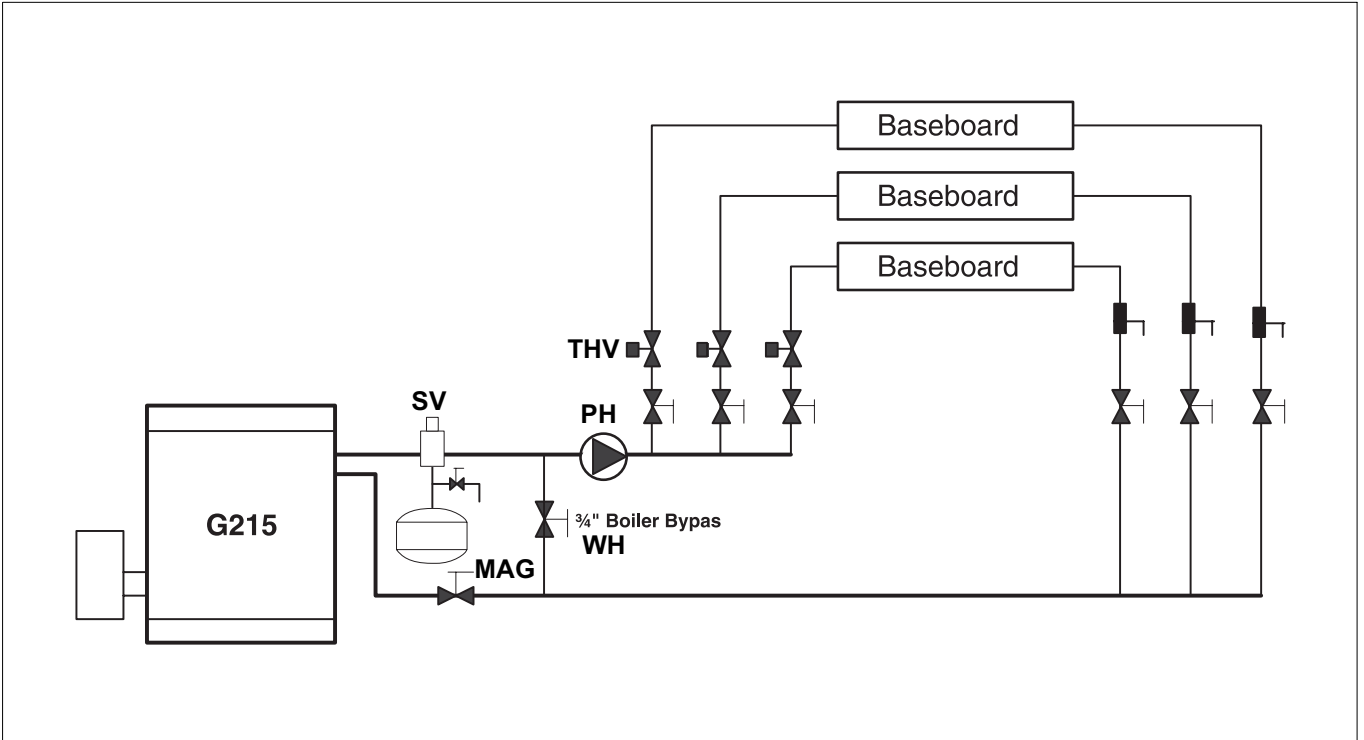 Baseboard
Baseboard
Baseboard
THV
SV
PH
G215
¾" Boiler Bypas
WH
MAG